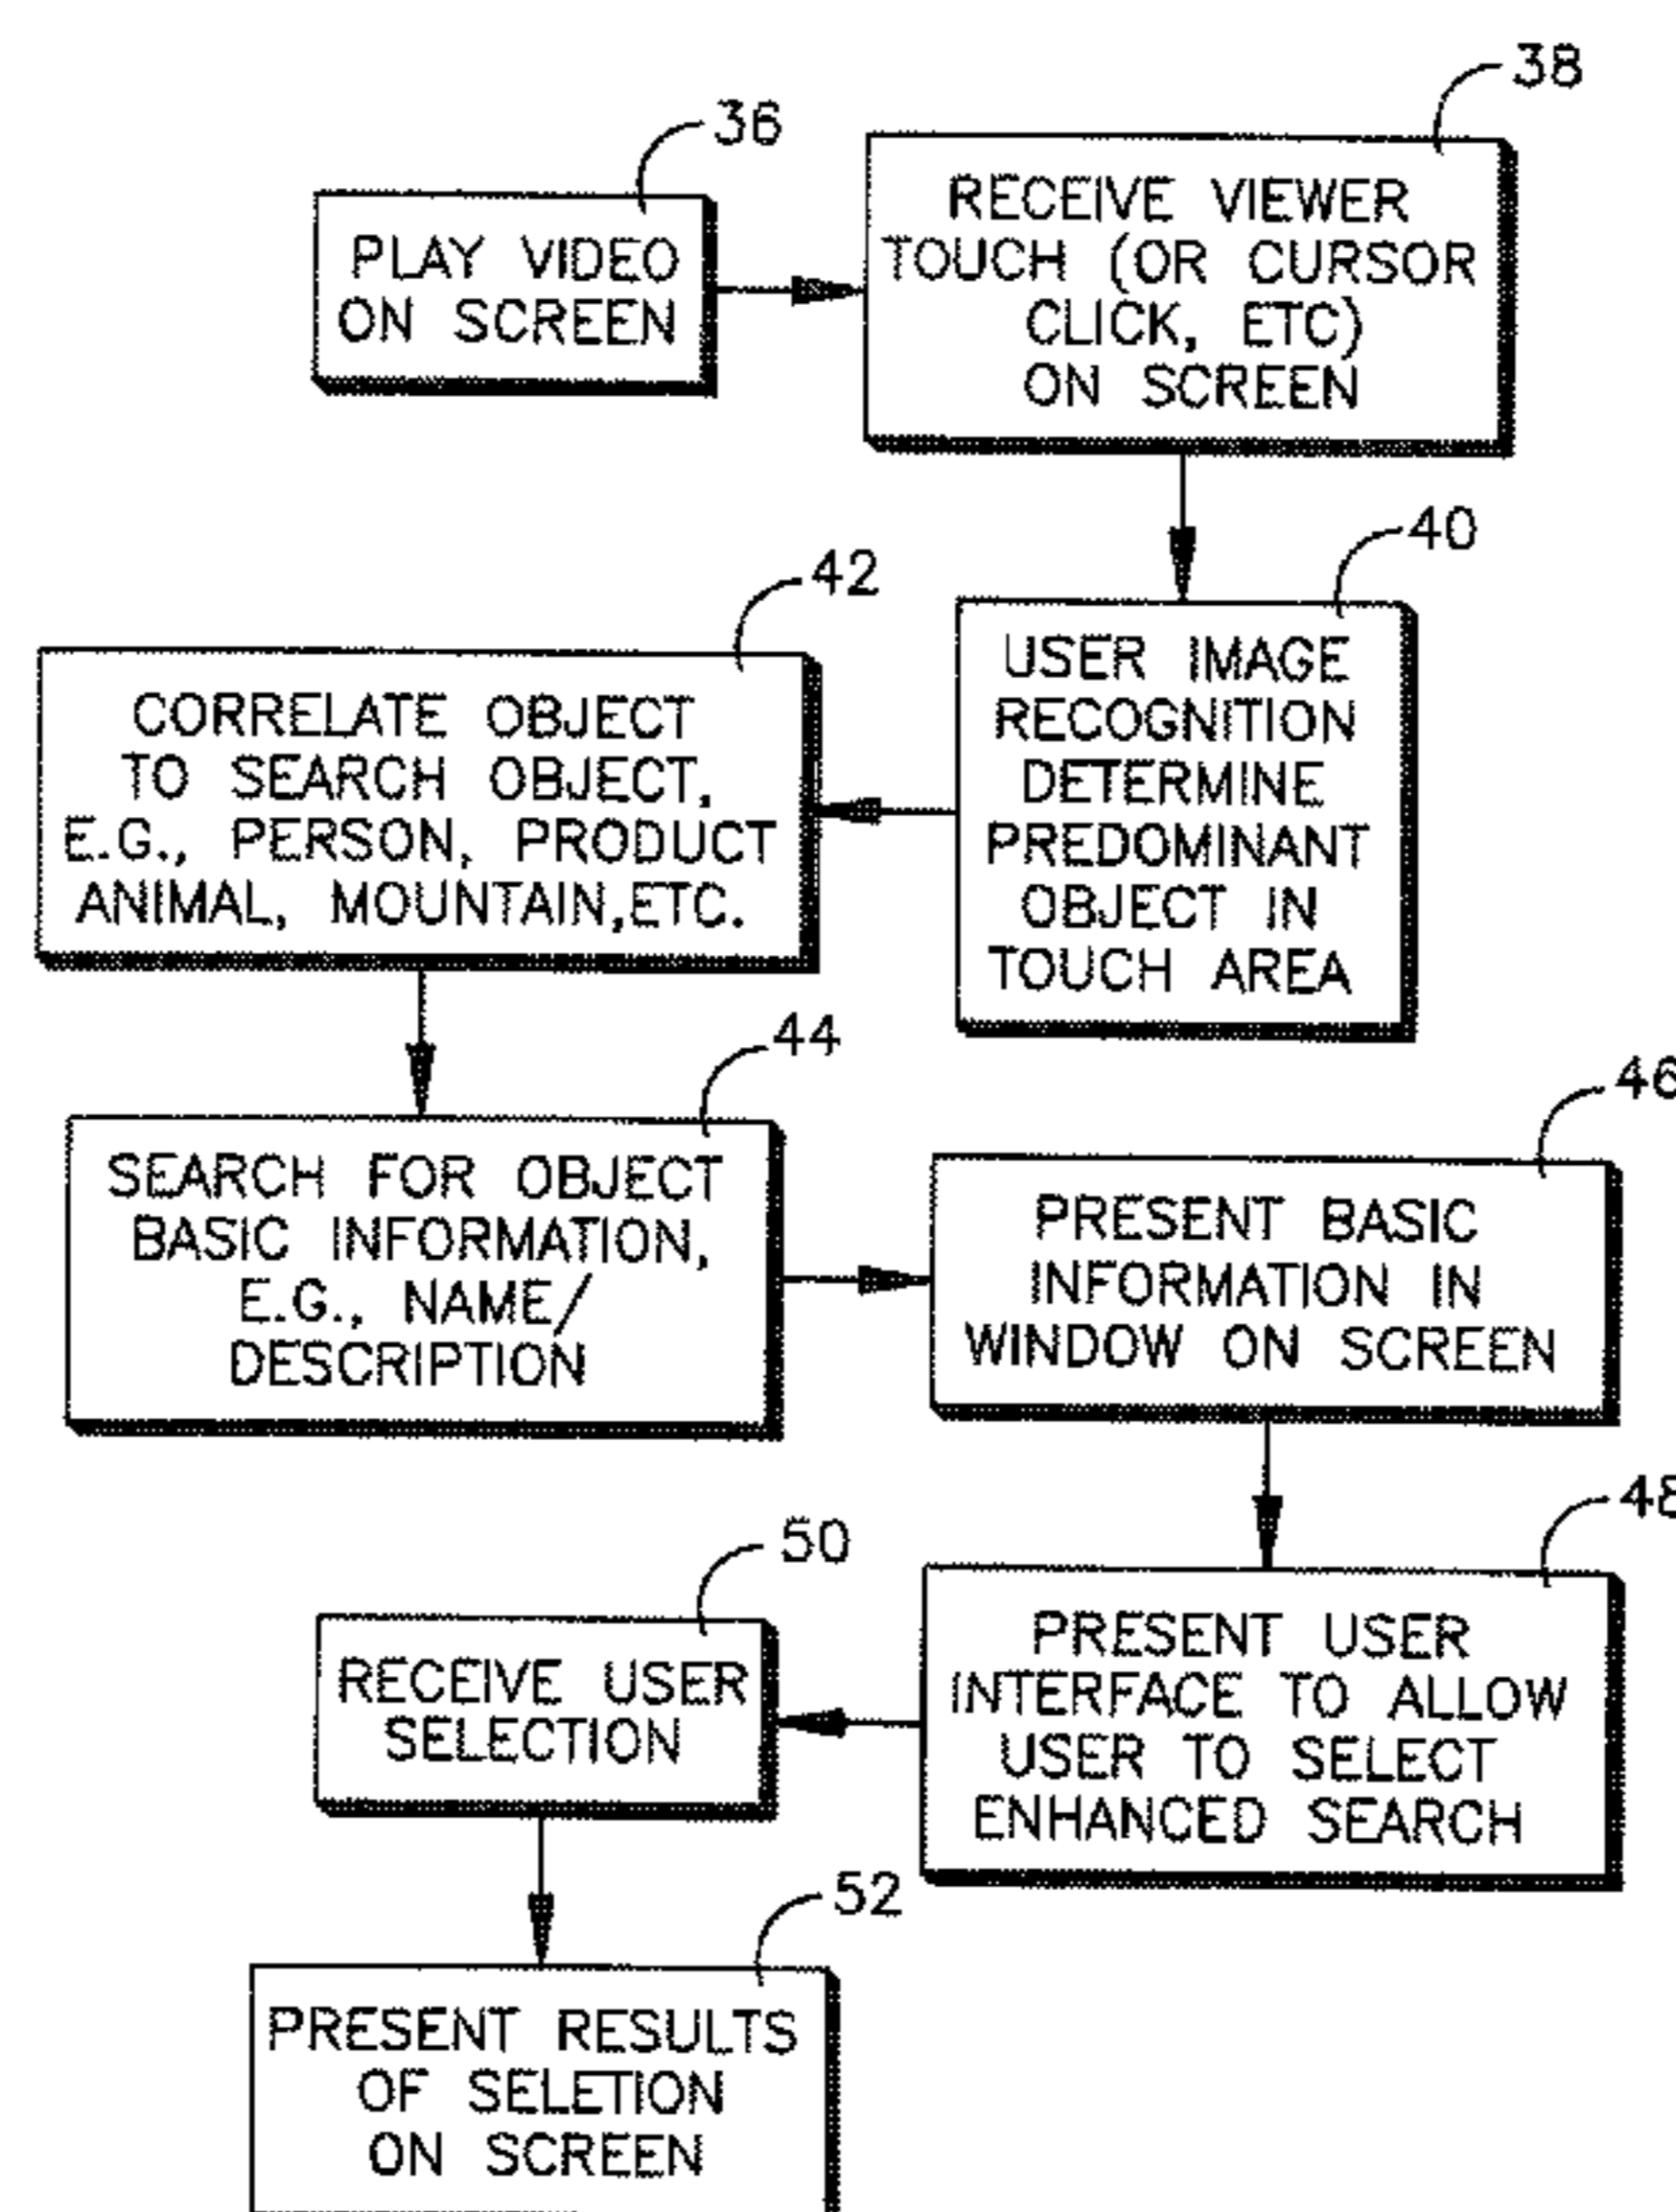 36
PLAY VIDEO
ON SCREEN
38
RECEIVE VIEWER
TOUCH (OR CURSOR
CLICK, ETC)
ON SCREEN
40
USER IMAGE
RECOGNITION
DETERMINE
PREDOMINANT
OBJECT IN
TOUCH AREA
42
CORRELATE OBJECT
TO SEARCH OBJECT,
E.G., PERSON, PRODUCT
ANIMAL, MOUNTAIN,ETC.
44
SEARCH FOR OBJECT
BASIC INFORMATION,
E.G., NAME/
DESCRIPTION
46
PRESENT BASIC
INFORMATION IN
WINDOW ON SCREEN
48
PRESENT USER
INTERFACE TO ALLOW
USER TO SELECT
ENHANCED SEARCH
50
RECEIVE USER
SELECTION
52
PRESENT RESULTS
OF SELETION
ON SCREEN